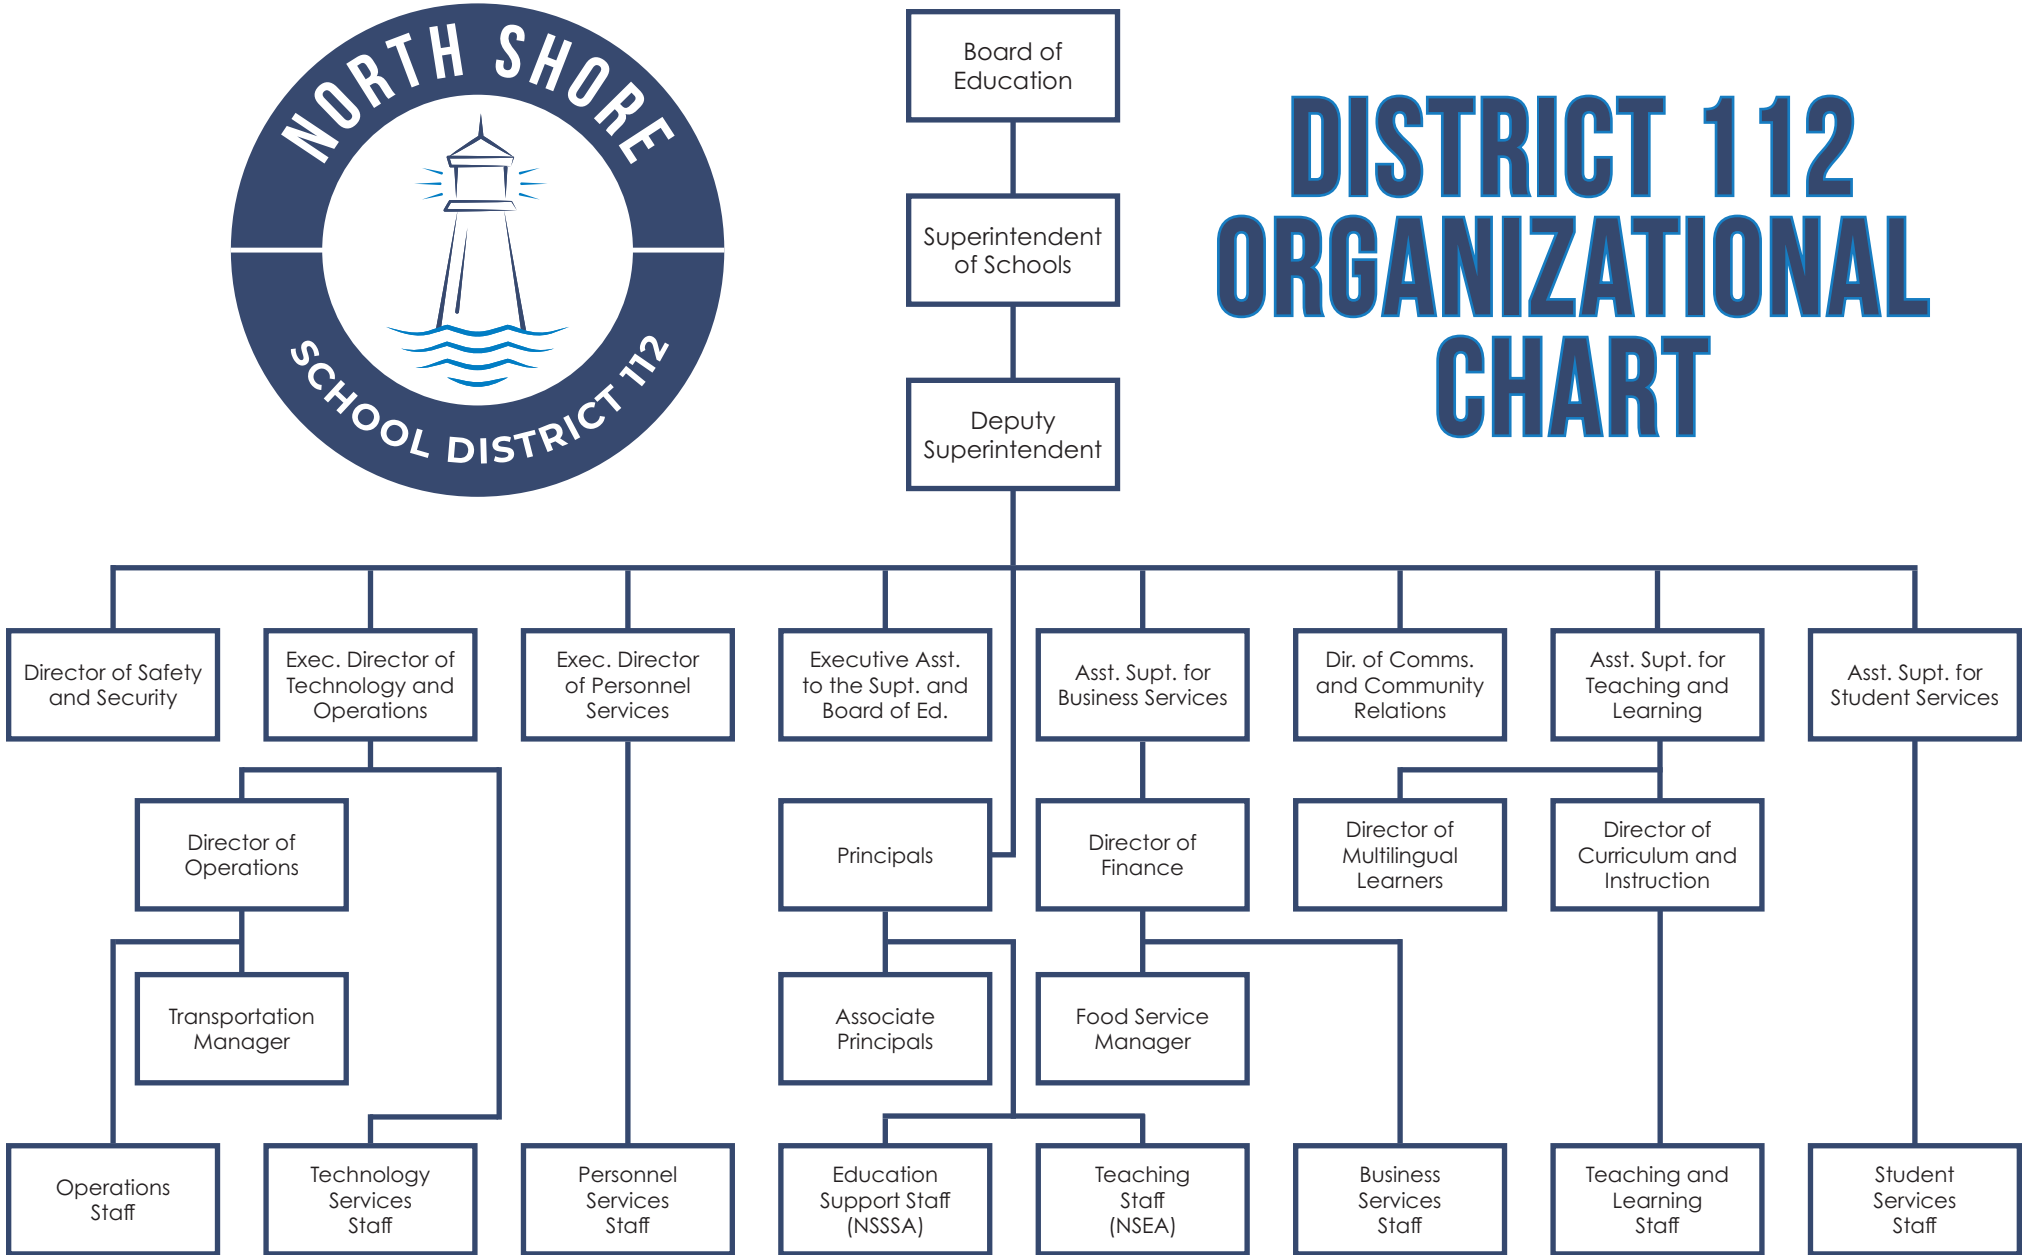 NORTH SHORE
SCHOOL DISTRICT 112
Board of
Education
DISTRICT 112
ORGANIZATIONAL
CHART
Superintendent
of Schools
Deputy
Superintendent
Director of Safety
and Security
Exec. Director of
Technology and
Operations
Exec. Director
of Personnel
Services
Executive Asst.
to the Supt. and
Board of Ed.
Asst. Supt. for
Business Services
Dir. of Comms.
and Community
Relations
Asst. Supt. for
Teaching and
Learning
Asst. Supt. for
Student Services
Director of
Operations
Principals
Director of
Finance
Director of
Multilingual
Learners
Director of
Curriculum and
Instruction
Transportation
Manager
Associate
Principals
Food Service
Manager
Operations
Staff
Technology
Services
Staff
Personnel
Services
Staff
Education
Support Staff
(NSSSA)
Teaching
Staff
(NSEA)
Business
Services
Staff
Teaching and
Learning
Staff
Student
Services
Staff